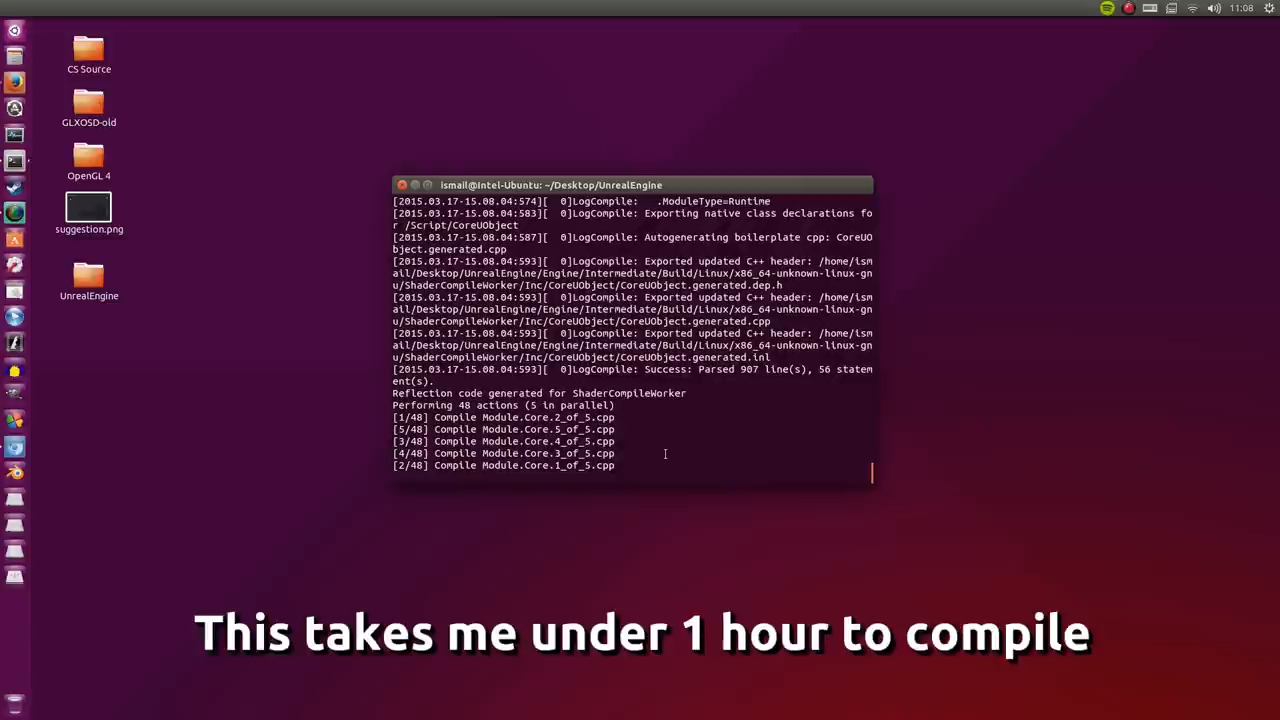 11:08
CS Source
GLXOSD-old
OpenGL 4
suggestion.png
UnrealEngine
ismail@Intel-Ubuntu: ~/Desktop/UnrealEngine
[2015.03.17-15.08.04:574][  0]LogCompile:   .ModuleType=Runtime
[2015.03.17-15.08.04:583][  0]LogCompile: Exporting native class declarations fo
r /Script/CoreUObject
[2015.03.17-15.08.04:587][  0]LogCompile: Autogenerating boilerplate cpp: CoreUO
bject.generated.cpp
[2015.03.17-15.08.04:593][  0]LogCompile: Exported updated C++ header: /home/ism
ail/Desktop/UnrealEngine/Engine/Intermediate/Build/Linux/x86_64-unknown-linux-gn
u/ShaderCompileWorker/Inc/CoreUObject/CoreUObject.generated.dep.h
[2015.03.17-15.08.04:593][  0]LogCompile: Exported updated C++ header: /home/ism
ail/Desktop/UnrealEngine/Engine/Intermediate/Build/Linux/x86_64-unknown-linux-gn
u/ShaderCompileWorker/Inc/CoreUObject/CoreUObject.generated.cpp
[2015.03.17-15.08.04:593][  0]LogCompile: Exported updated C++ header: /home/ism
ail/Desktop/UnrealEngine/Engine/Intermediate/Build/Linux/x86_64-unknown-linux-gn
u/ShaderCompileWorker/Inc/CoreUObject/CoreUObject.generated.inl
[2015.03.17-15.08.04:593][  0]LogCompile: Success: Parsed 907 line(s), 56 statem
ent(s).
Reflection code generated for ShaderCompileWorker
Performing 48 actions (5 in parallel)
[1/48] Compile Module.Core.2_of_5.cpp
[5/48] Compile Module.Core.5_of_5.cpp
[3/48] Compile Module.Core.4_of_5.cpp
[4/48] Compile Module.Core.3_of_5.cpp
[2/48] Compile Module.Core.1_of_5.cpp
This takes me under 1 hour to compile